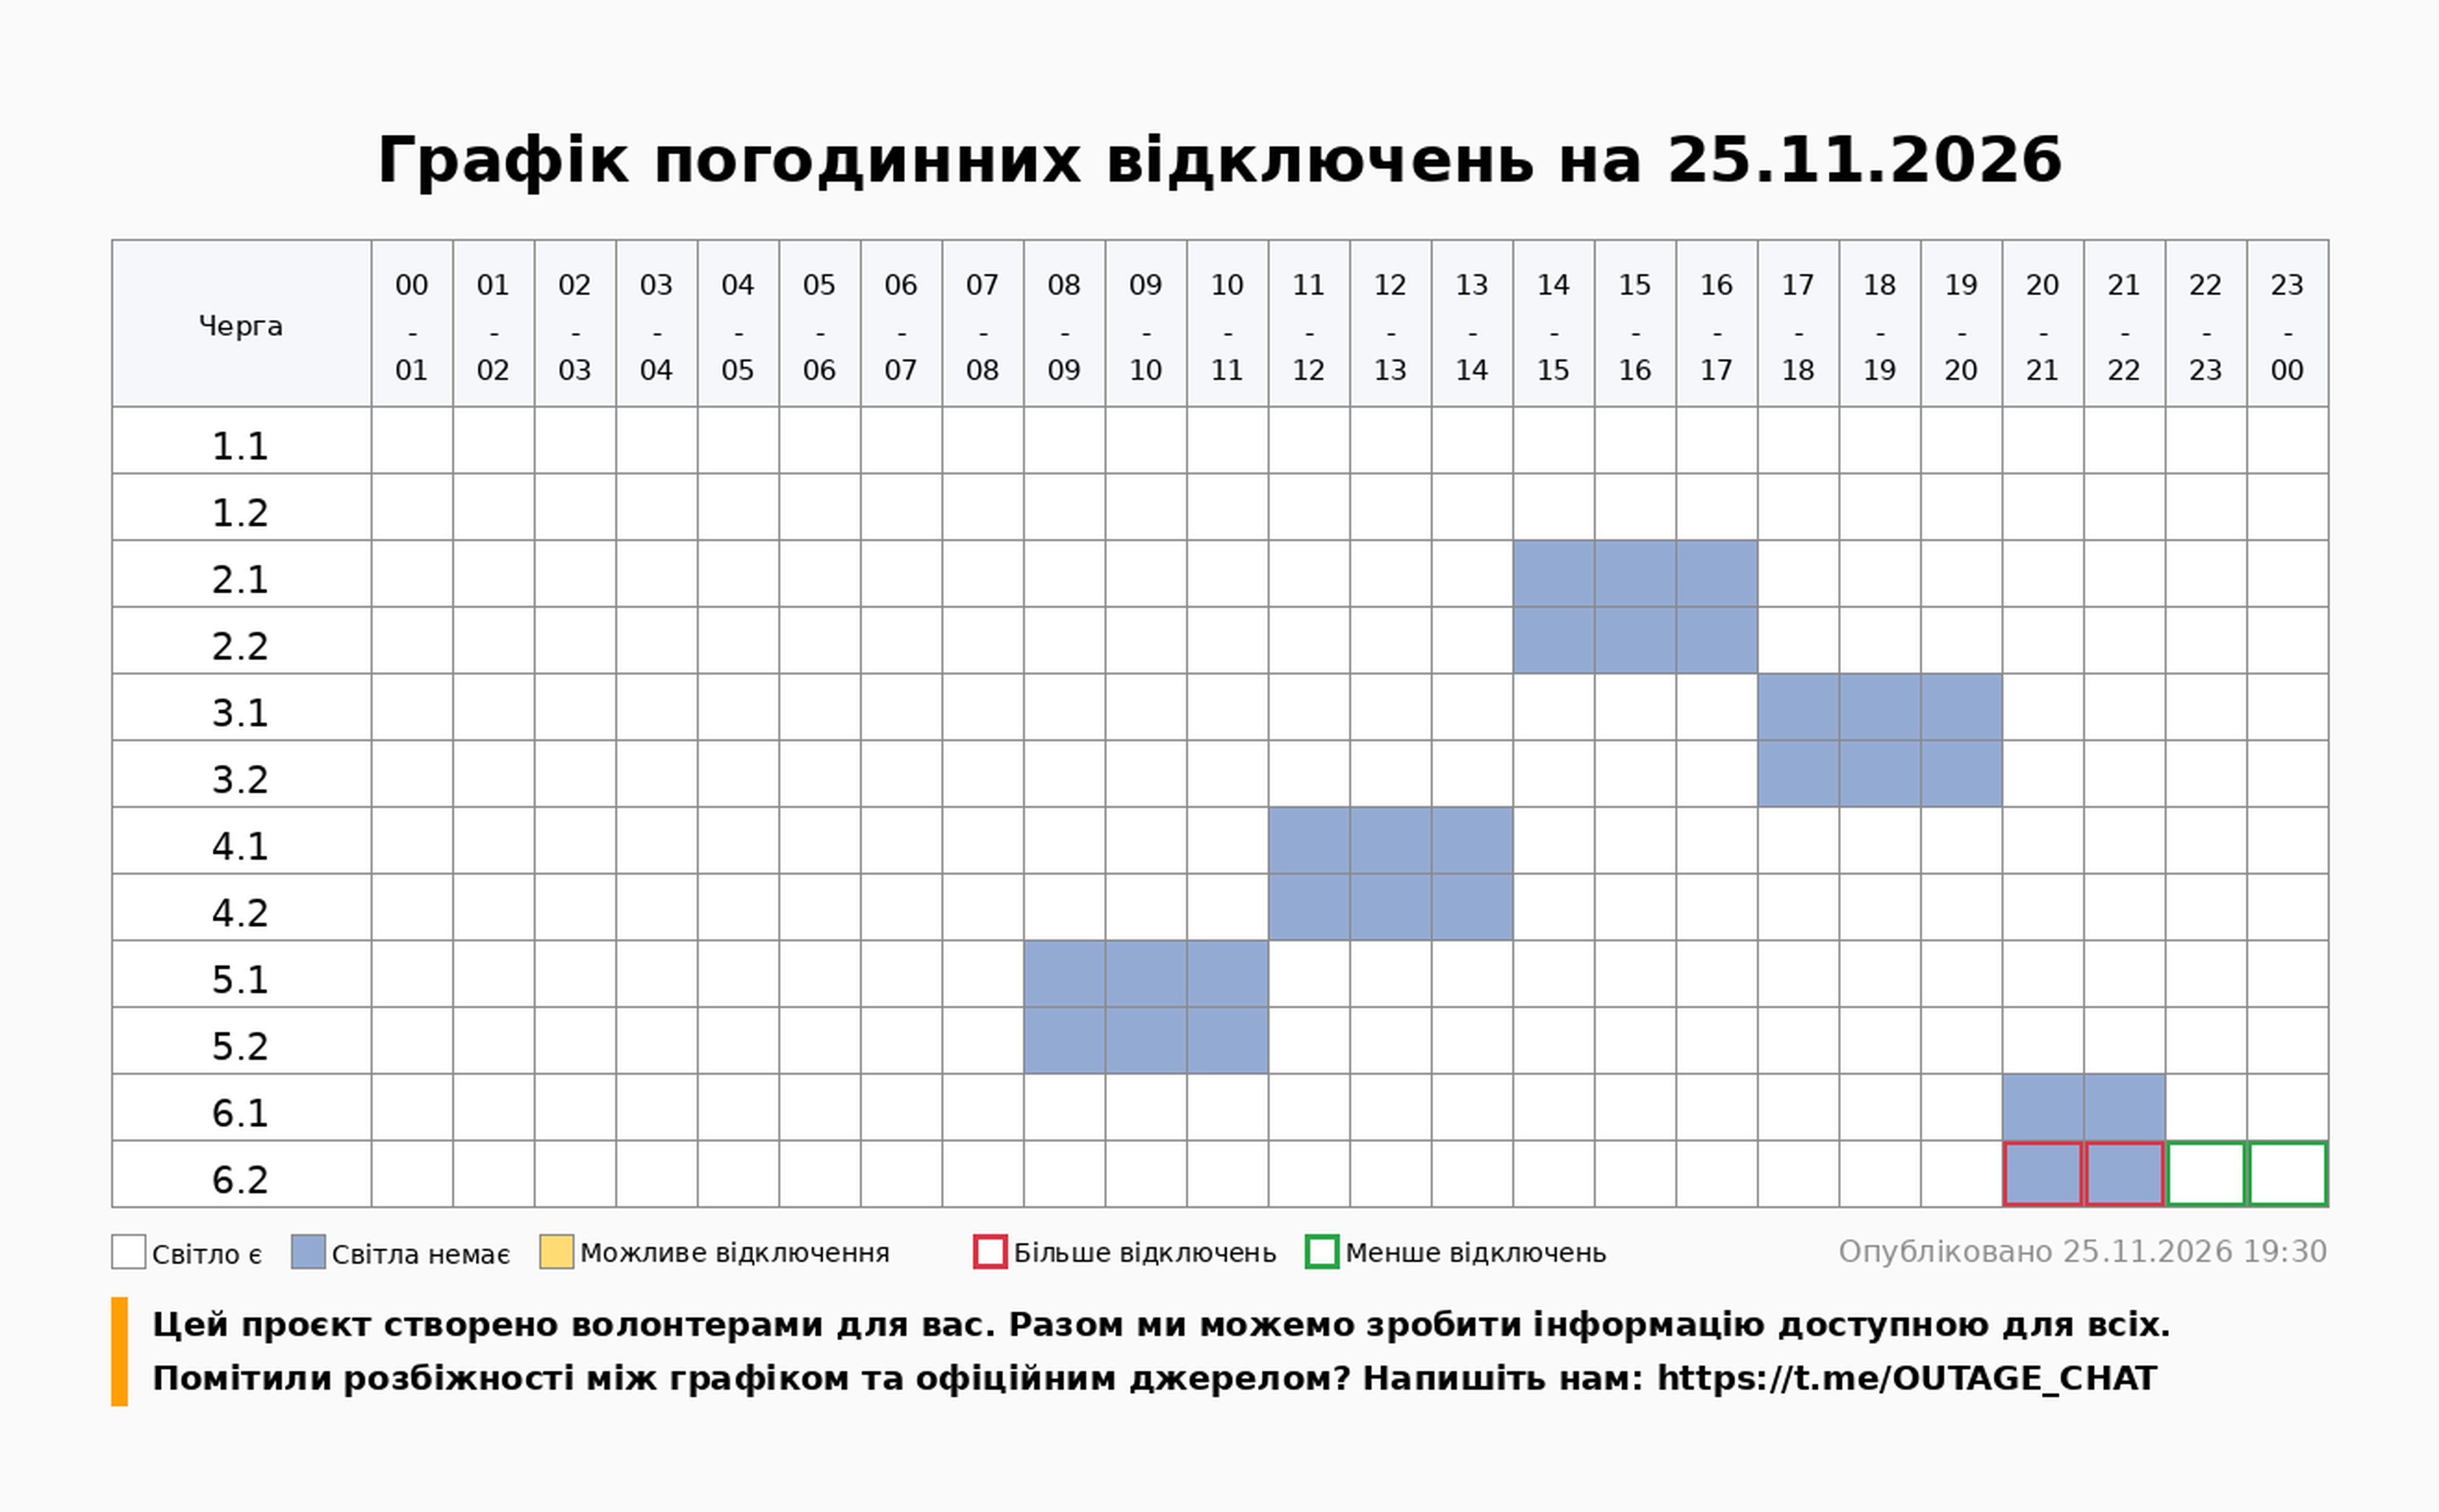 Графік погодинних відключень на 25.11.2026
Черга 00 - 01 01 - 02 02 - 03 03 - 04 04 - 05 05 - 06 06 - 07 07 - 08 08 - 09 09 - 10 10 - 11 11 - 12 12 - 13 13 - 14 14 - 15 15 - 16 16 - 17 17 - 18 18 - 19 19 - 20 20 - 21 21 - 22 22 - 23 23 - 00
1.1
1.2
2.1
2.2
3.1
3.2
4.1
4.2
5.1
5.2
6.1
6.2
Світло є Світла немає Можливе відключення Більше відключень Менше відключень Опубліковано 25.11.2026 19:30
Цей проєкт створено волонтерами для вас. Разом ми можемо зробити інформацію доступною для всіх.
Помітили розбіжності між графіком та офіційним джерелом? Напишіть нам: https://t.me/OUTAGE_CHAT